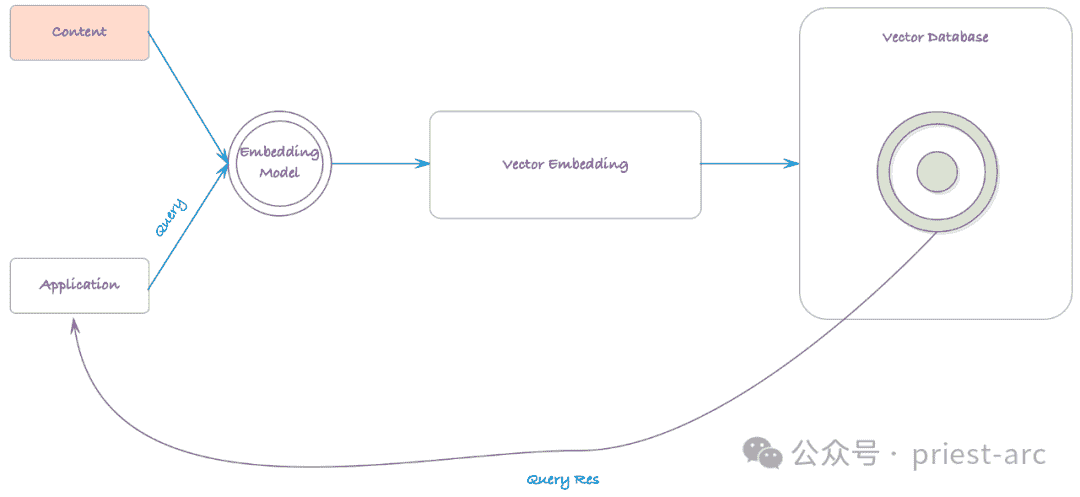 Content
Vector Database
Embedding
Model
Vector Embedding
Query
Application
公众号 · priest-arc
Query Res